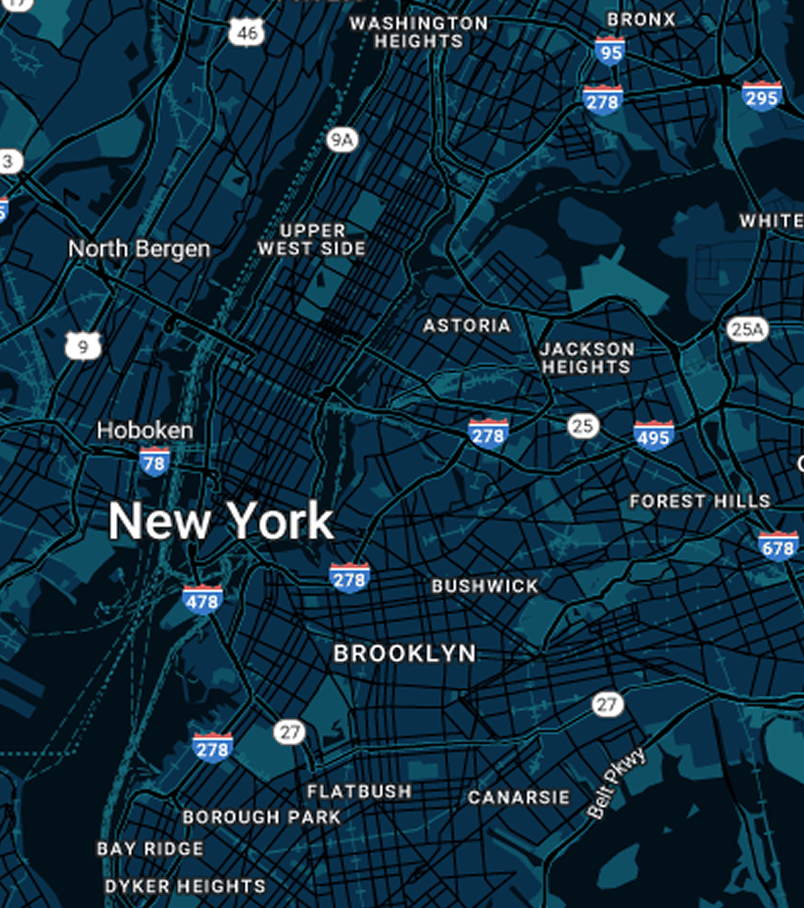 46
WASHINGTON
HEIGHTS
BRONX
95
278
295
9A
3
UPPER
WEST SIDE
WHITE
North Bergen
ASTORIA
25A
9
JACKSON
HEIGHTS
Hoboken
278
25
495
78
FOREST HILLS
New York
678
278
BUSHWICK
478
BROOKLYN
27
27
278
Belt Pkwy
FLATBUSH
CANARSIE
BOROUGH PARK
BAY RIDGE
DYKER HEIGHTS